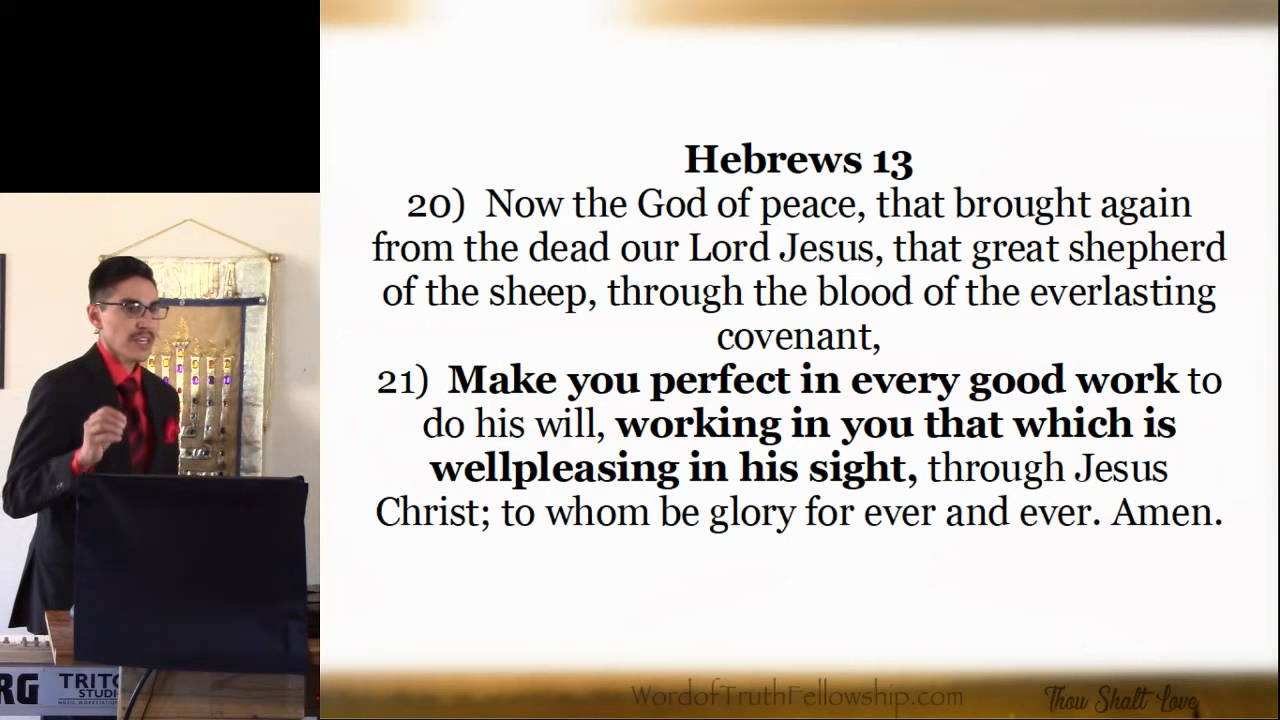 Hebrews 13
20) Now the God of peace, that brought again
from the dead our Lord Jesus, that great shepherd
of the sheep, through the blood of the everlasting
covenant,
21) Make you perfect in every good work to
do his will, working in you that which is
wellpleasing in his sight, through Jesus
Christ; to whom be glory for ever and ever. Amen.
WordofTruthFellowship.com
Thou Shalt Love
RG TRITO
STUDI